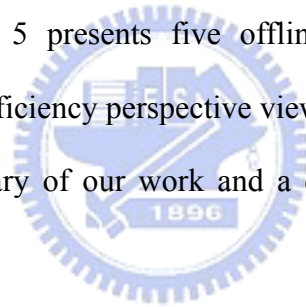 5 presents five offlin
ficiency perspective view
ary of our work and a
1896